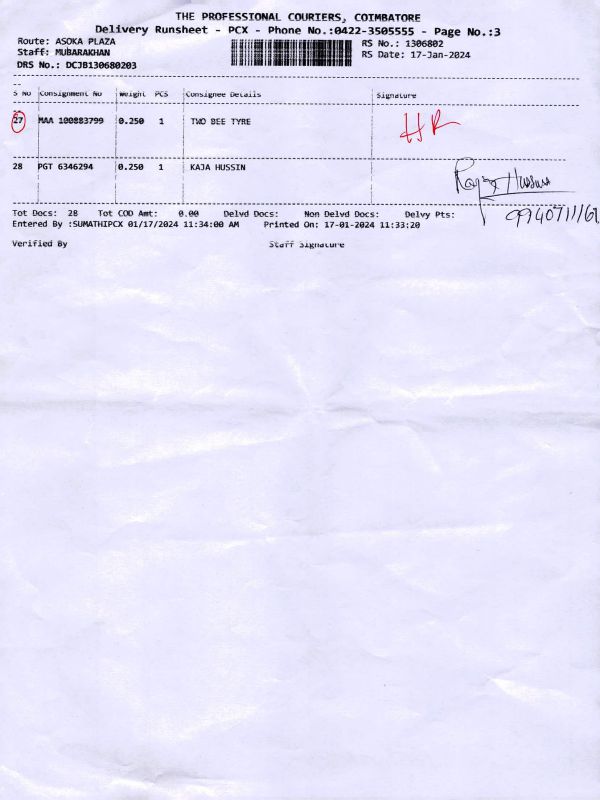 THE PROFESSIONAL COURIERS, COIMBATORE
Delivery Runsheet - PCX - Phone No.:0422-3505555 - Page No.:3
Route: ASOKA PLAZA
Staff: MUBARAKHAN
DRS No.: DCJB130680203
RS No.: 1306802
RS Date: 17-Jan-2024
S No Consignment No Weight PCS Consignee Details Signature
27 MAA 100883799 0.250 1 TWO BEE TYRE HR
28 PGT 6346294 0.250 1 KAJA HUSSIN
Tot Docs: 28 Tot COD Amt: 0.00 Delvd Docs: Non Delvd Docs: Delvy Pts:
Entered By :SUMATHIPCX 01/17/2024 11:34:00 AM Printed On: 17-01-2024 11:33:20
Verified By Staff Signature